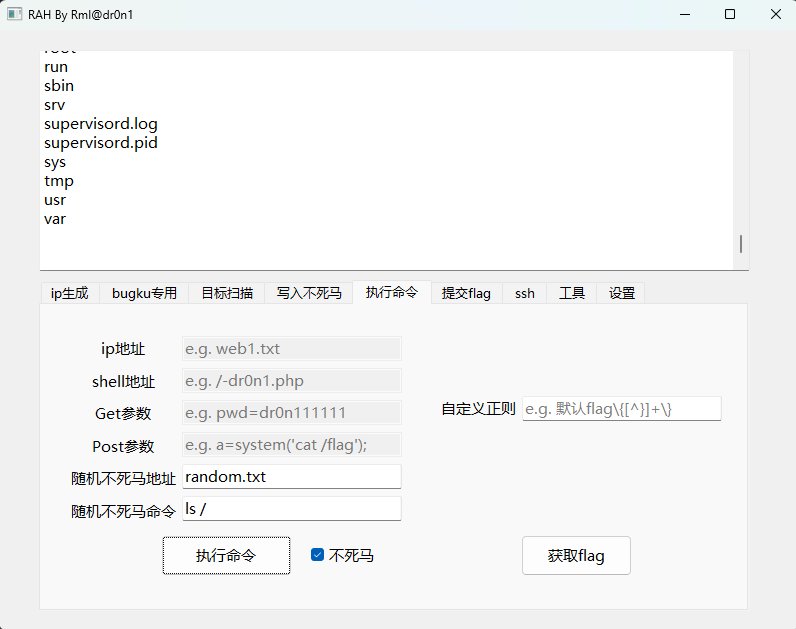 RAH By Rml@dr0n1
root
run
sbin
srv
supervisord.log
supervisord.pid
sys
tmp
usr
var
ip生成 bugku专用 目标扫描 写入不死马 执行命令 提交flag ssh 工具 设置
ip地址 e.g. web1.txt
shell地址 e.g. /-dr0n1.php
Get参数 e.g. pwd=dr0n111111
自定义正则 e.g. 默认flag\{[^}]+\}
Post参数 e.g. a=system('cat /flag');
随机不死马地址 random.txt
随机不死马命令 ls /
执行命令 不死马 获取flag